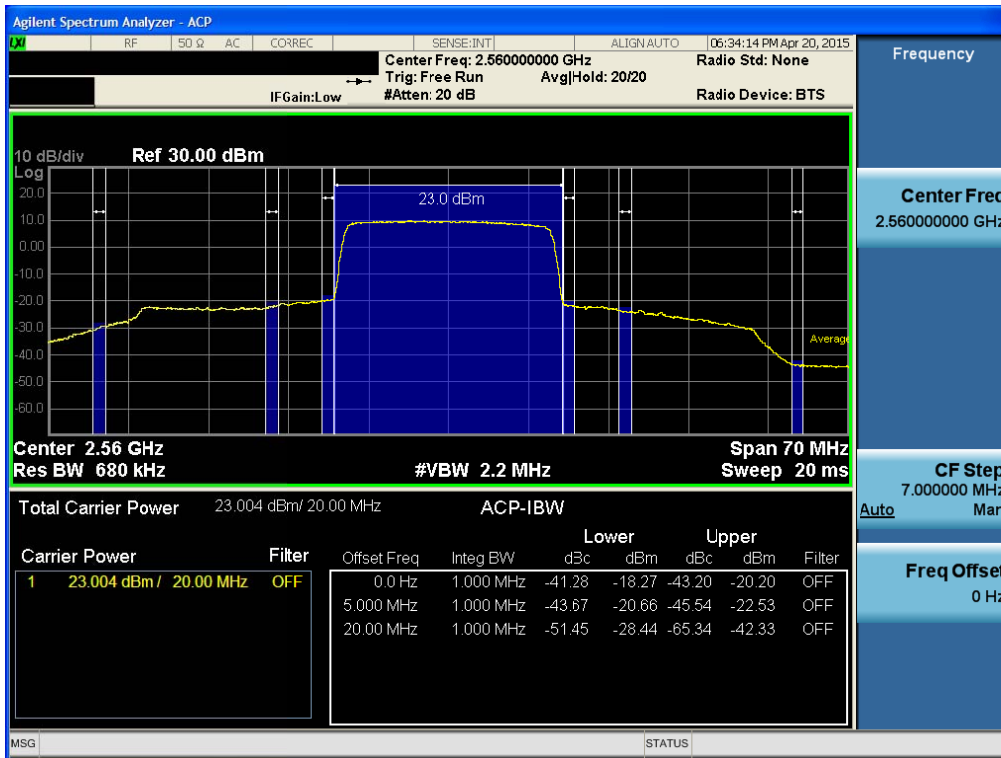 Agilent Spectrum Analyzer - ACP
LXI RF 50 Ω AC CORREC SENSE:INT ALIGN AUTO 06:34:14 PM Apr 20, 2015
Center Freq: 2.560000000 GHz Radio Std: None
Trig: Free Run Avg|Hold: 20/20
IFGain:Low #Atten: 20 dB Radio Device: BTS
10 dB/div Ref 30.00 dBm
Log
20.0
10.0
0.00
-10.0
-20.0
-30.0
-40.0
-50.0
-60.0
23.0 dBm
Average
Center 2.56 GHz Span 70 MHz
Res BW 680 kHz #VBW 2.2 MHz Sweep 20 ms
Total Carrier Power 23.004 dBm/ 20.00 MHz ACP-IBW
Lower Upper
Carrier Power Filter Offset Freq Integ BW dBc dBm dBc dBm Filter
1 23.004 dBm / 20.00 MHz OFF 0.0 Hz 1.000 MHz -41.28 -18.27 -43.20 -20.20 OFF
5.000 MHz 1.000 MHz -43.67 -20.66 -45.54 -22.53 OFF
20.00 MHz 1.000 MHz -51.45 -28.44 -65.34 -42.33 OFF
Frequency
Center Freq
2.560000000 GHz
CF Step
7.000000 MHz
Auto Man
Freq Offset
0 Hz
MSG STATUS